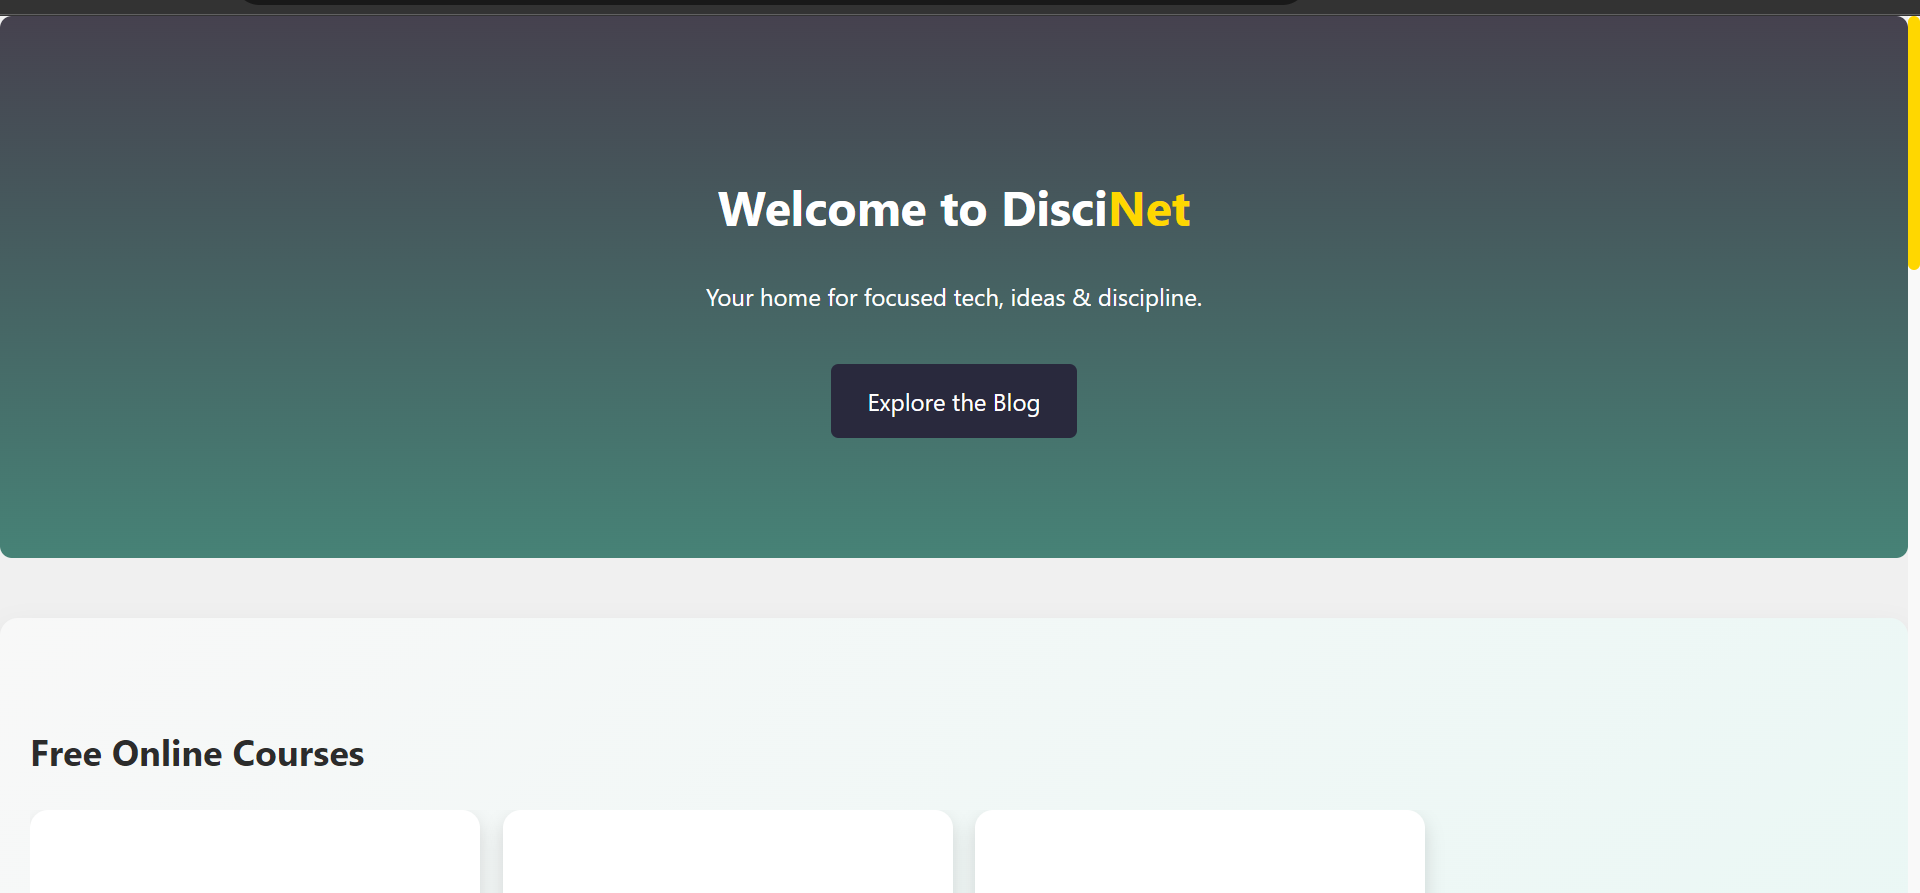 Welcome to DisciNet
Your home for focused tech, ideas & discipline.
Explore the Blog
Free Online Courses